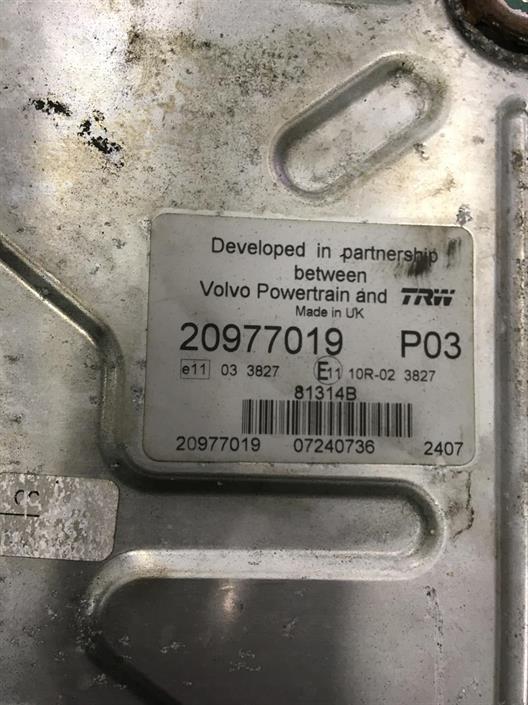 Developed in partnership
between
Volvo Powertrain and TRW
Made in UK
20977019 P03
e11 03 3827 E11 10R-02 3827
81314B
20977019 07240736 2407